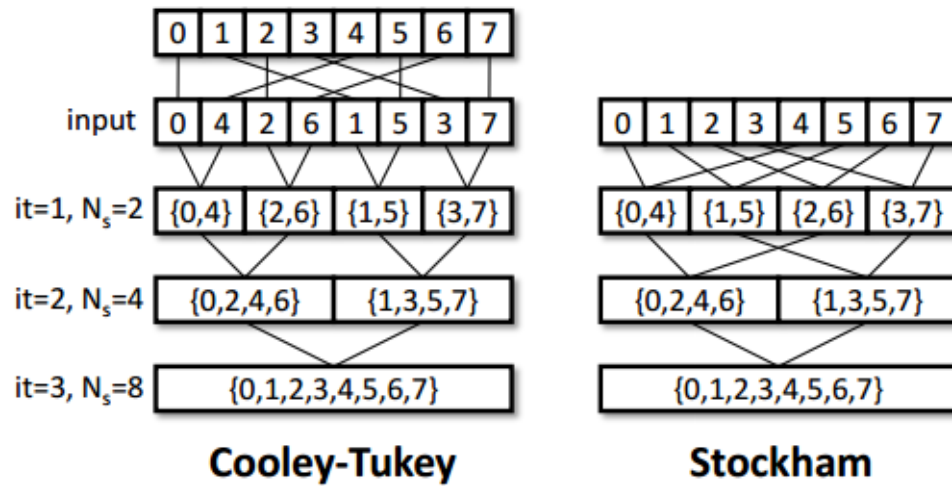 0 1 2 3 4 5 6 7
input 0 4 2 6 1 5 3 7 0 1 2 3 4 5 6 7
it=1, Ns=2 {0,4} {2,6} {1,5} {3,7} {0,4} {1,5} {2,6} {3,7}
it=2, Ns=4 {0,2,4,6} {1,3,5,7} {0,2,4,6} {1,3,5,7}
it=3, Ns=8 {0,1,2,3,4,5,6,7} {0,1,2,3,4,5,6,7}
Cooley-Tukey Stockham